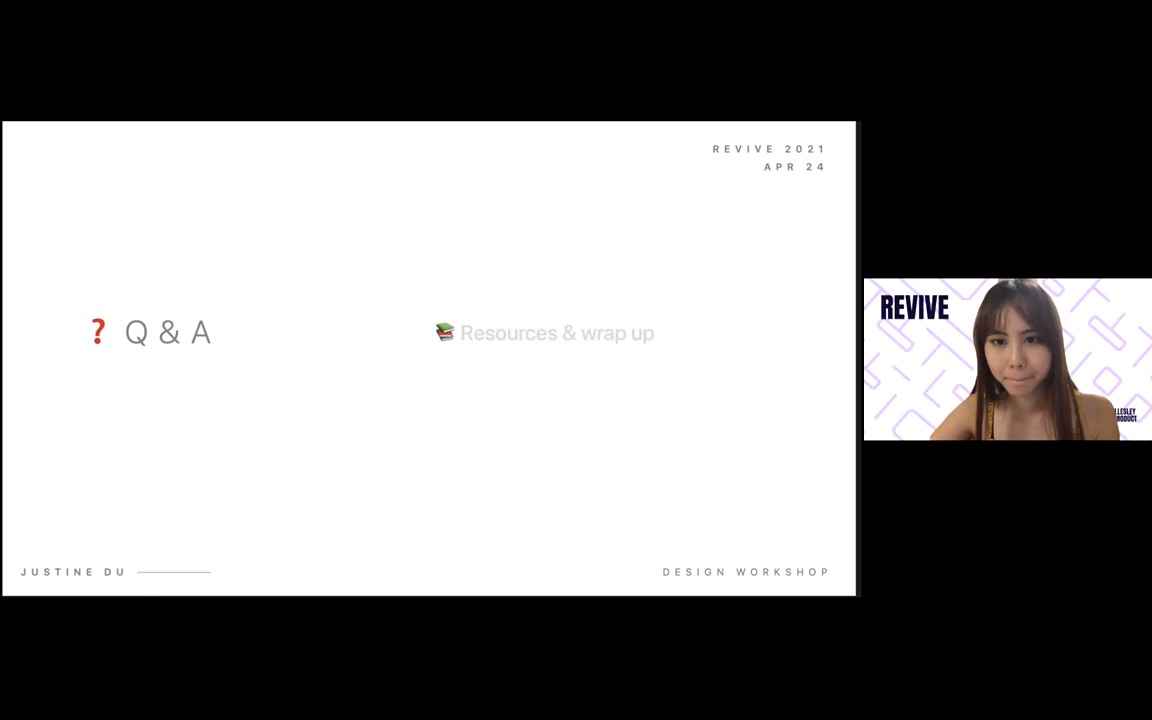 REVIVE 2021
APR 24
❓ Q & A
📚 Resources & wrap up
JUSTINE DU
DESIGN WORKSHOP
REVIVE